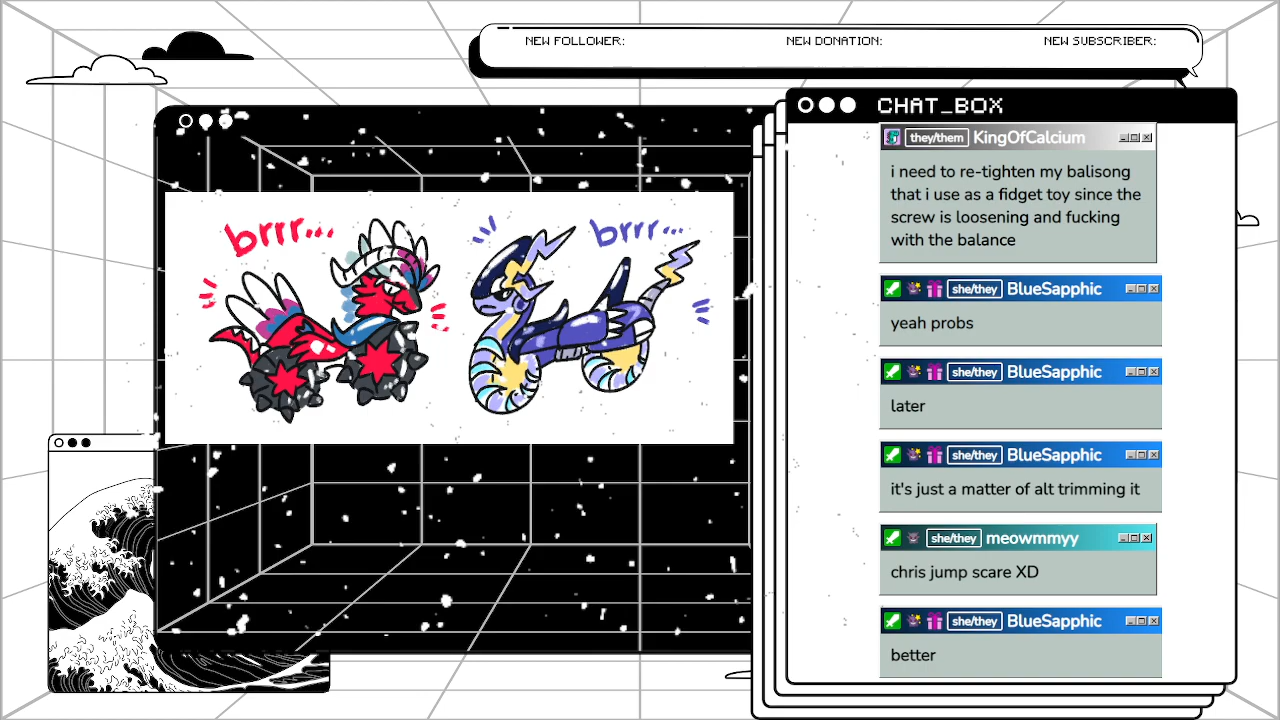 NEW FOLLOWER:
NEW DONATION:
NEW SUBSCRIBER:
CHAT_BOX
they/them KingOfCalcium
i need to re-tighten my balisong
that i use as a fidget toy since the
screw is loosening and fucking
with the balance
she/they BlueSapphic
yeah probs
she/they BlueSapphic
later
she/they BlueSapphic
it's just a matter of alt trimming it
she/they meowmmyy
chris jump scare XD
she/they BlueSapphic
better
brrr...
brrr...